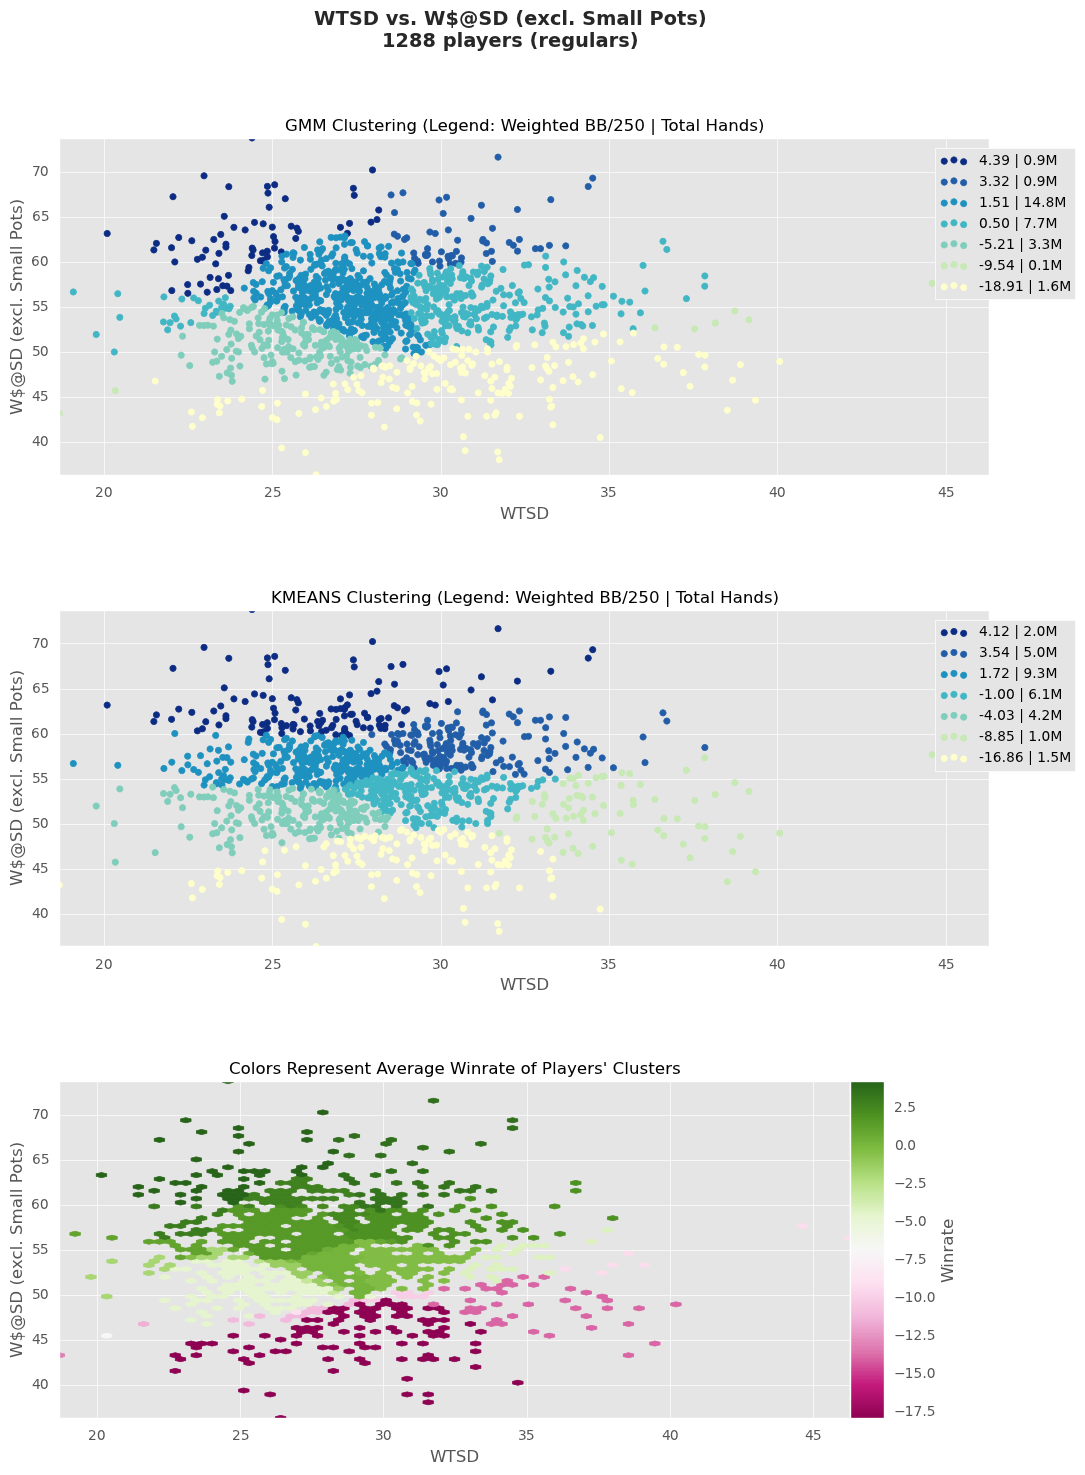 WTSD vs. W$@SD (excl. Small Pots)
1288 players (regulars)
GMM Clustering (Legend: Weighted BB/250 | Total Hands)
4.39 | 0.9M
3.32 | 0.9M
1.51 | 14.8M
0.50 | 7.7M
-5.21 | 3.3M
-9.54 | 0.1M
-18.91 | 1.6M
W$@SD (excl. Small Pots)
70
65
60
55
50
45
40
20 25 30 35 40 45
WTSD
KMEANS Clustering (Legend: Weighted BB/250 | Total Hands)
4.12 | 2.0M
3.54 | 5.0M
1.72 | 9.3M
-1.00 | 6.1M
-4.03 | 4.2M
-8.85 | 1.0M
-16.86 | 1.5M
W$@SD (excl. Small Pots)
70
65
60
55
50
45
40
20 25 30 35 40 45
WTSD
Colors Represent Average Winrate of Players' Clusters
W$@SD (excl. Small Pots)
70
65
60
55
50
45
40
20 25 30 35 40 45
WTSD
2.5
0.0
−2.5
−5.0
−7.5
−10.0
−12.5
−15.0
−17.5
Winrate